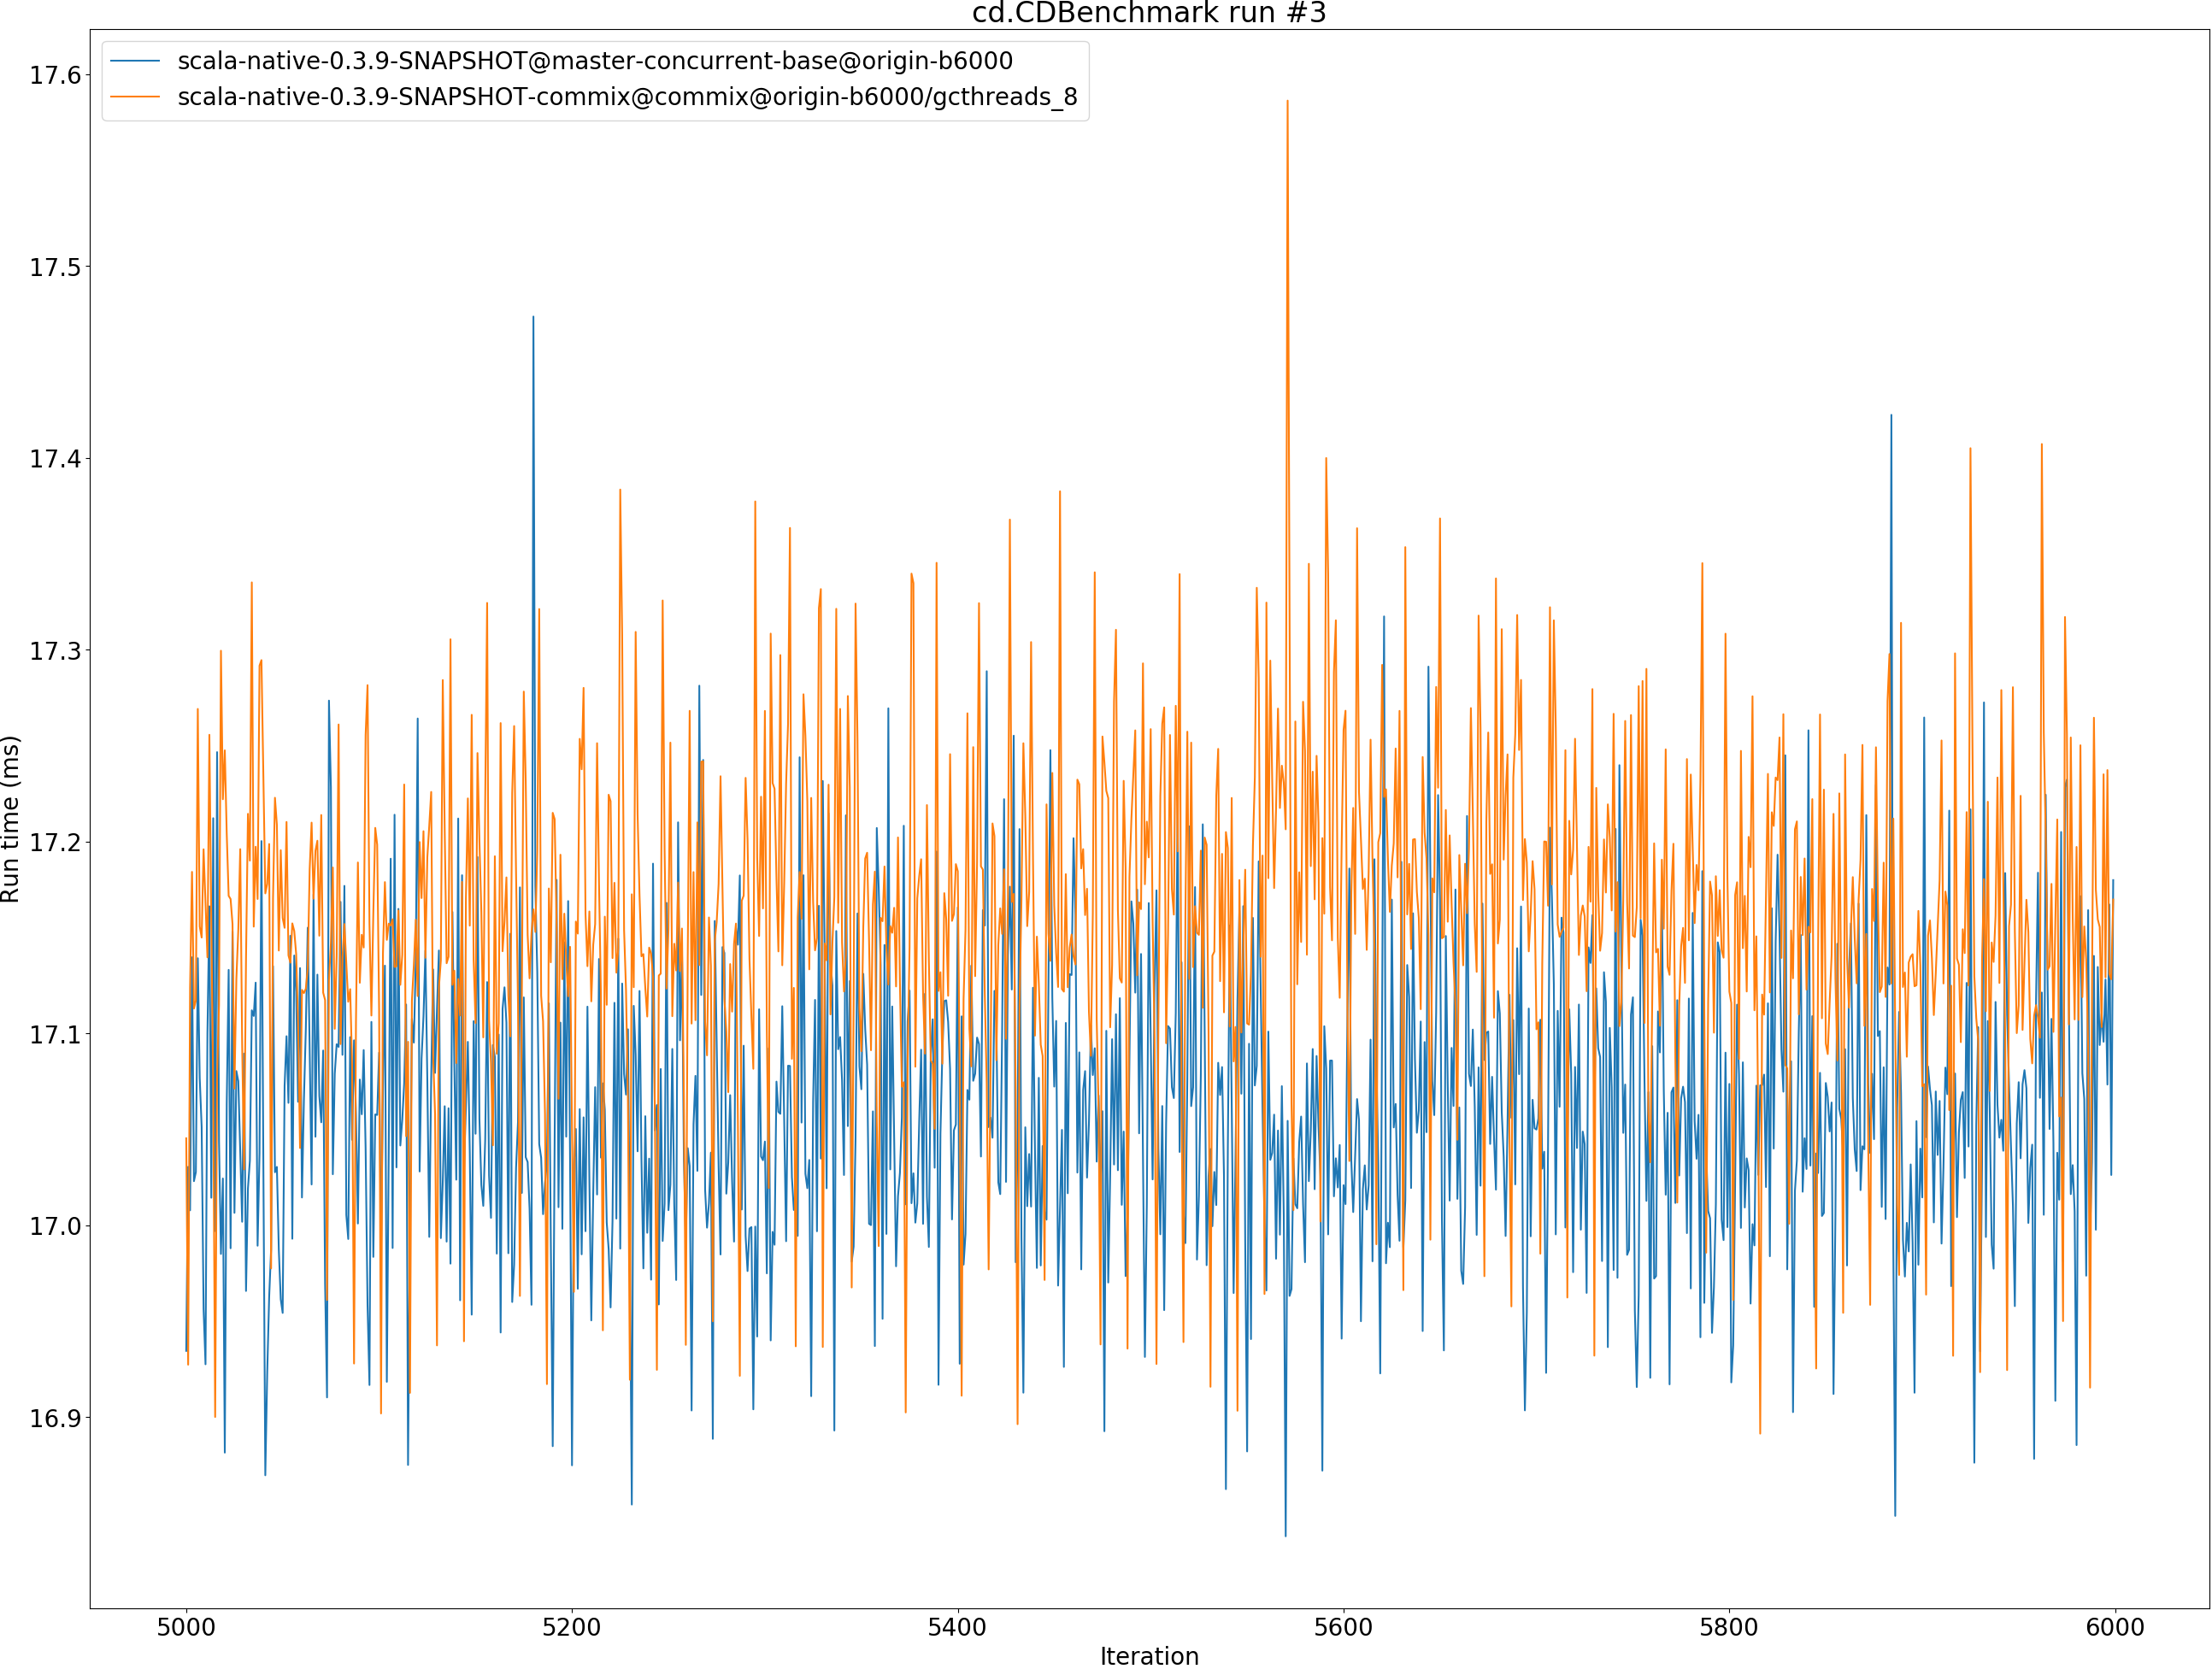 cd.CDBenchmark run #3
scala-native-0.3.9-SNAPSHOT@master-concurrent-base@origin-b6000
scala-native-0.3.9-SNAPSHOT-commix@commix@origin-b6000/gcthreads_8
17.6
17.5
17.4
17.3
17.2
17.1
17.0
16.9
Run time (ms)
5000 5200 5400 5600 5800 6000
Iteration